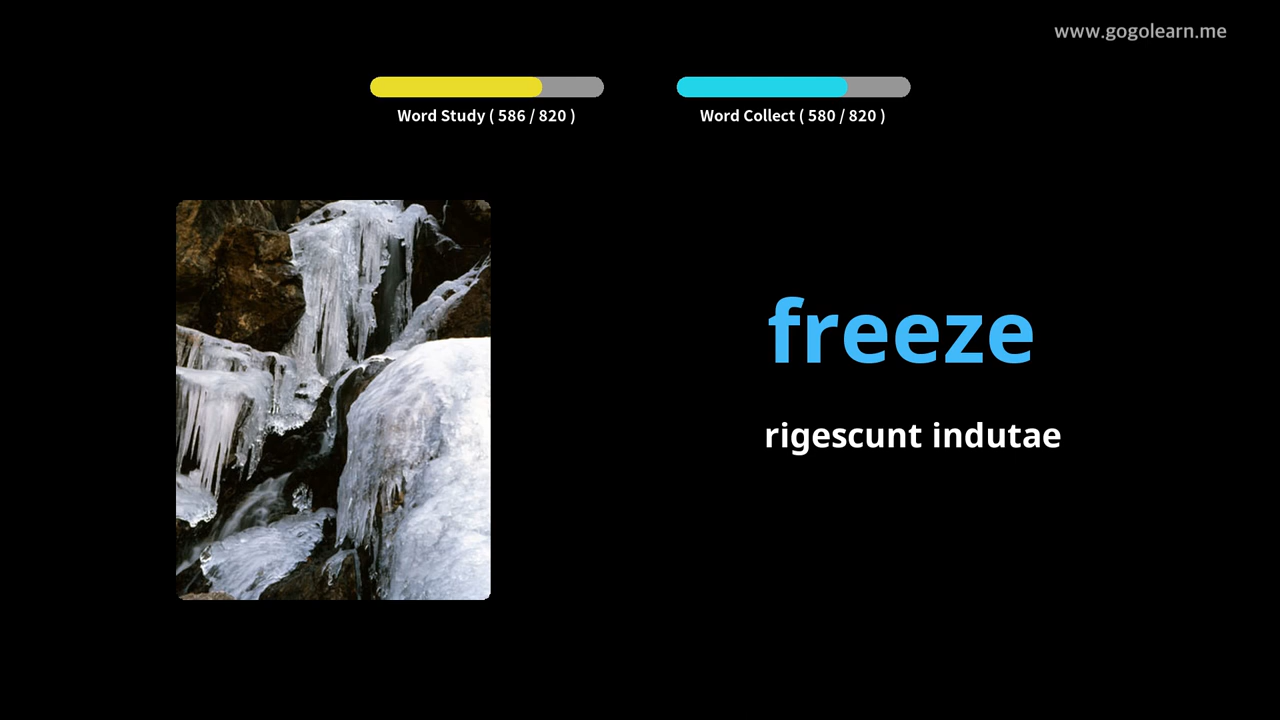 www.gogolearn.me
Word Study ( 586 / 820 )
Word Collect ( 580 / 820 )
freeze
rigescunt indutae